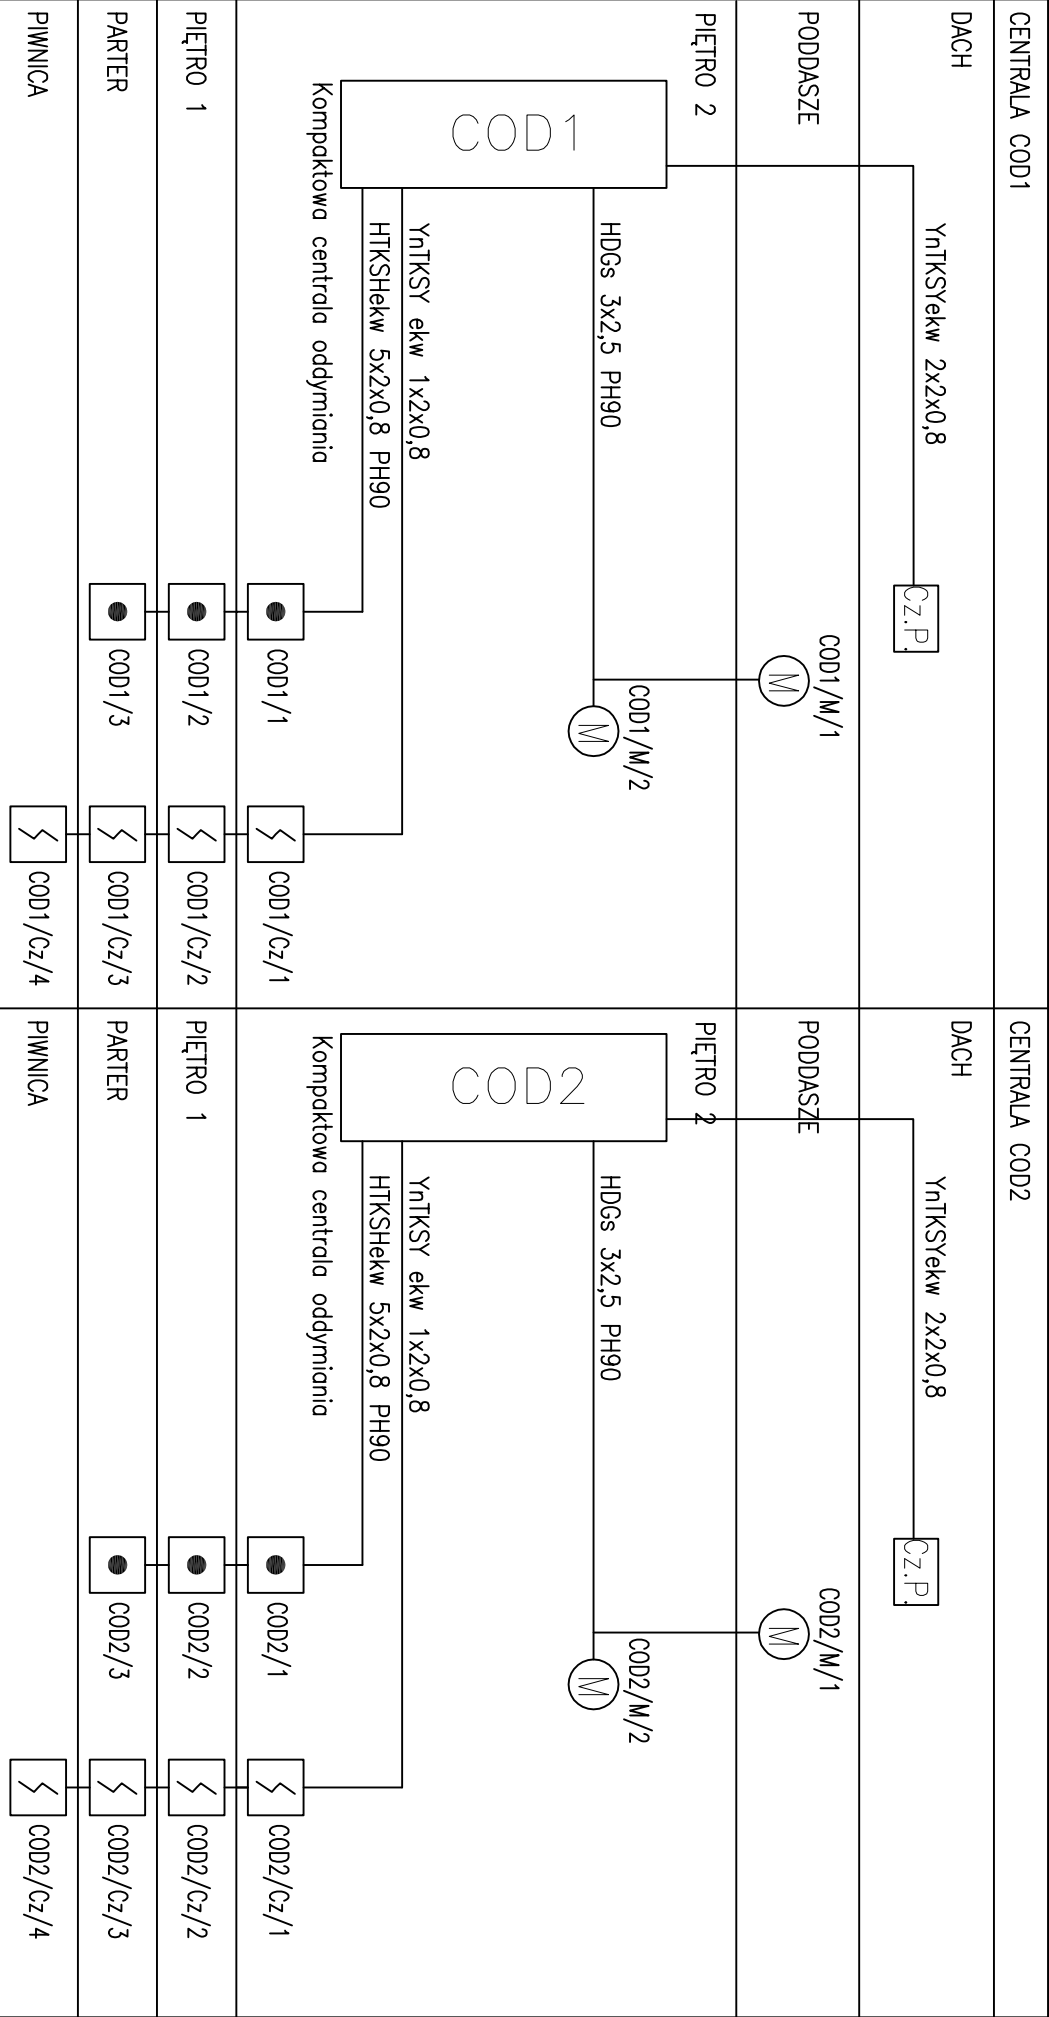 CENTRALA COD1
DACH
YnTKSYekw 2x2x0,8
Cz.P.
PODDASZE
COD1/M/1
M
PIĘTRO 2
COD1/M/2
M
HDGs 3x2,5 PH90
COD1
YnTKSY ekw 1x2x0,8
HTKSHekw 5x2x0,8 PH90
Kompaktowa centrala oddymiania
COD1/1
COD1/Cz/1
PIĘTRO 1
COD1/2
COD1/Cz/2
PARTER
COD1/3
COD1/Cz/3
PIWNICA
COD1/Cz/4
CENTRALA COD2
DACH
YnTKSYekw 2x2x0,8
Cz.P.
PODDASZE
COD2/M/1
M
PIĘTRO 2
COD2/M/2
M
HDGs 3x2,5 PH90
COD2
YnTKSY ekw 1x2x0,8
HTKSHekw 5x2x0,8 PH90
Kompaktowa centrala oddymiania
COD2/1
COD2/Cz/1
PIĘTRO 1
COD2/2
COD2/Cz/2
PARTER
COD2/3
COD2/Cz/3
PIWNICA
COD2/Cz/4